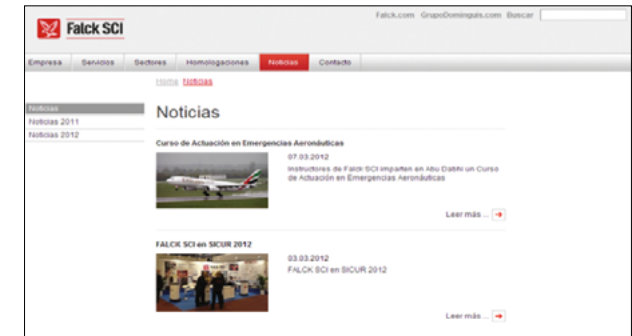 Falck.com GrupoDominguis.com Buscar
Falck SCI
Empresa Servicios Sectores Homologaciones Noticias Contacto
Home Noticias
Noticias
Noticias 2011
Noticias 2012
Noticias
Curso de Actuación en Emergencias Aeronáuticas
07.03.2012
Instructores de Falck SCI imparten en Abu Dabhi un Curso
de Actuación en Emergencias Aeronáuticas
Leer más ...
FALCK SCI en SICUR 2012
03.03.2012
FALCK SCI en SICUR 2012
Leer más ...